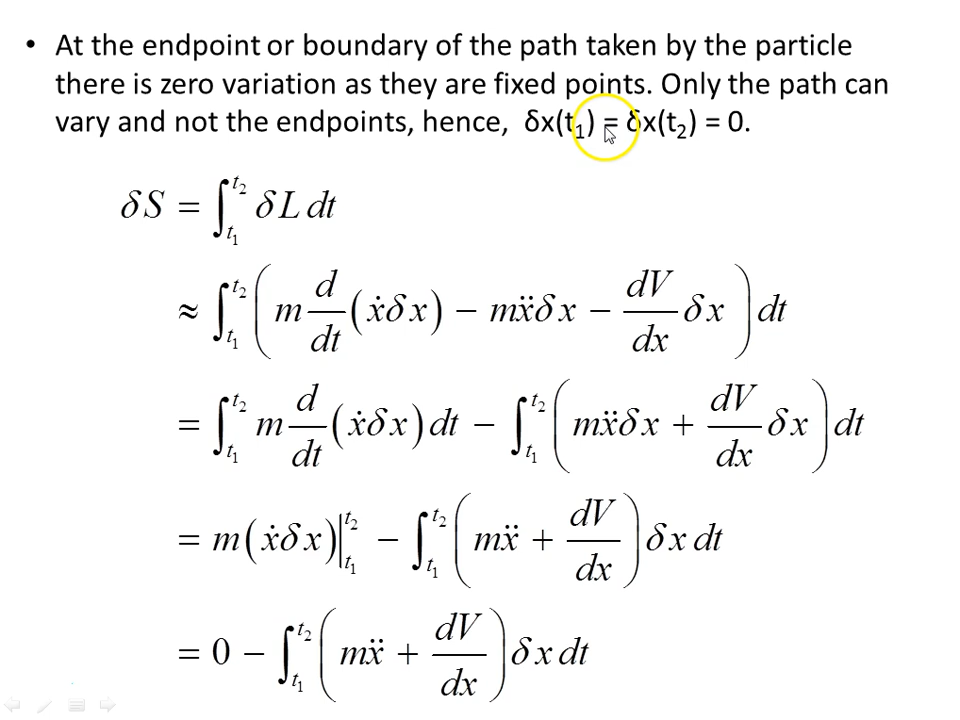 • At the endpoint or boundary of the path taken by the particle
there is zero variation as they are fixed points. Only the path can
vary and not the endpoints, hence, δx(t₁) = δx(t₂) = 0.
δS = ∫_{t₁}^{t₂} δL dt
≈ ∫_{t₁}^{t₂} ( m d/dt (ẋδx) − mẍδx − dV/dx δx ) dt
= ∫_{t₁}^{t₂} m d/dt (ẋδx) dt − ∫_{t₁}^{t₂} ( mẍδx + dV/dx δx ) dt
= m(ẋδx)|_{t₁}^{t₂} − ∫_{t₁}^{t₂} ( mẍ + dV/dx ) δx dt
= 0 − ∫_{t₁}^{t₂} ( mẍ + dV/dx ) δx dt